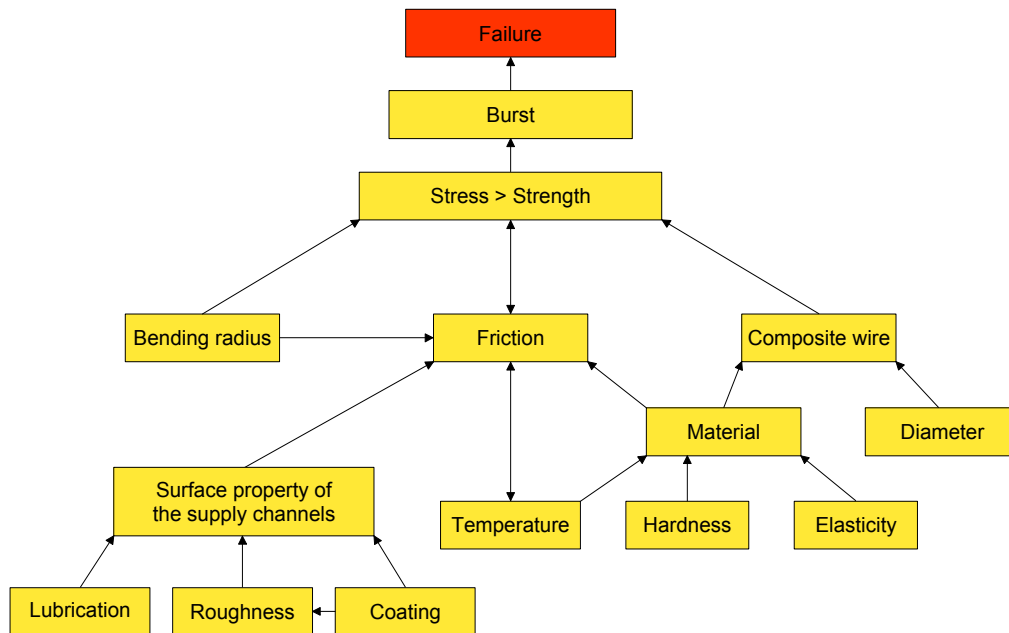 Failure
Burst
Stress > Strength
Bending radius
Friction
Composite wire
Material
Diameter
Surface property of
the supply channels
Temperature
Hardness
Elasticity
Lubrication
Roughness
Coating